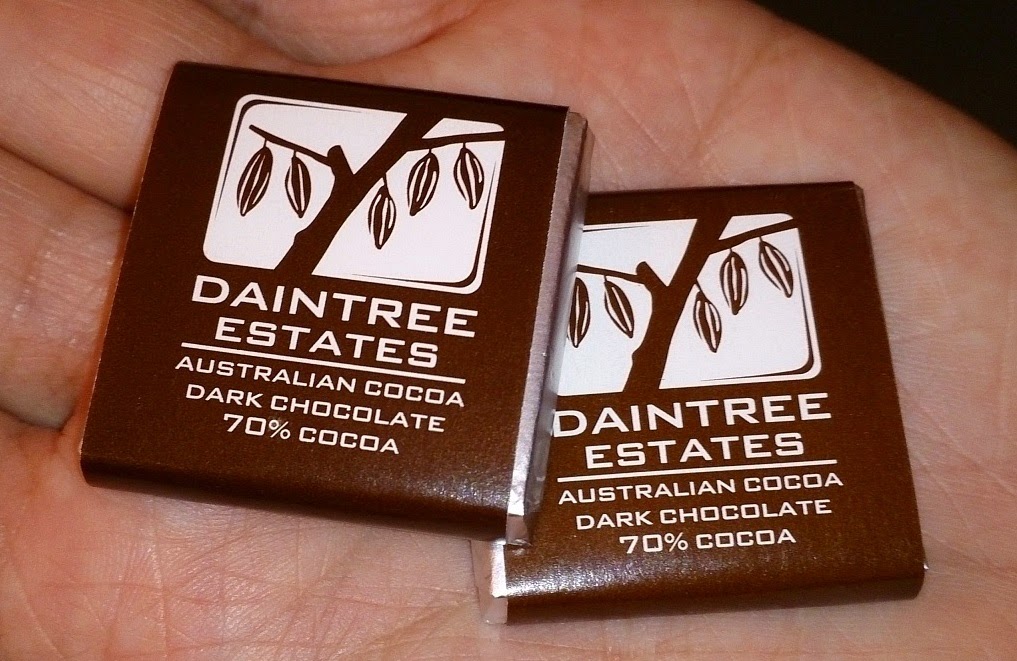 DAINTREE
ESTATES
AUSTRALIAN COCOA
DARK CHOCOLATE
70% COCOA
DAINTREE
ESTATES
AUSTRALIAN COCOA
DARK CHOCOLATE
70% COCOA